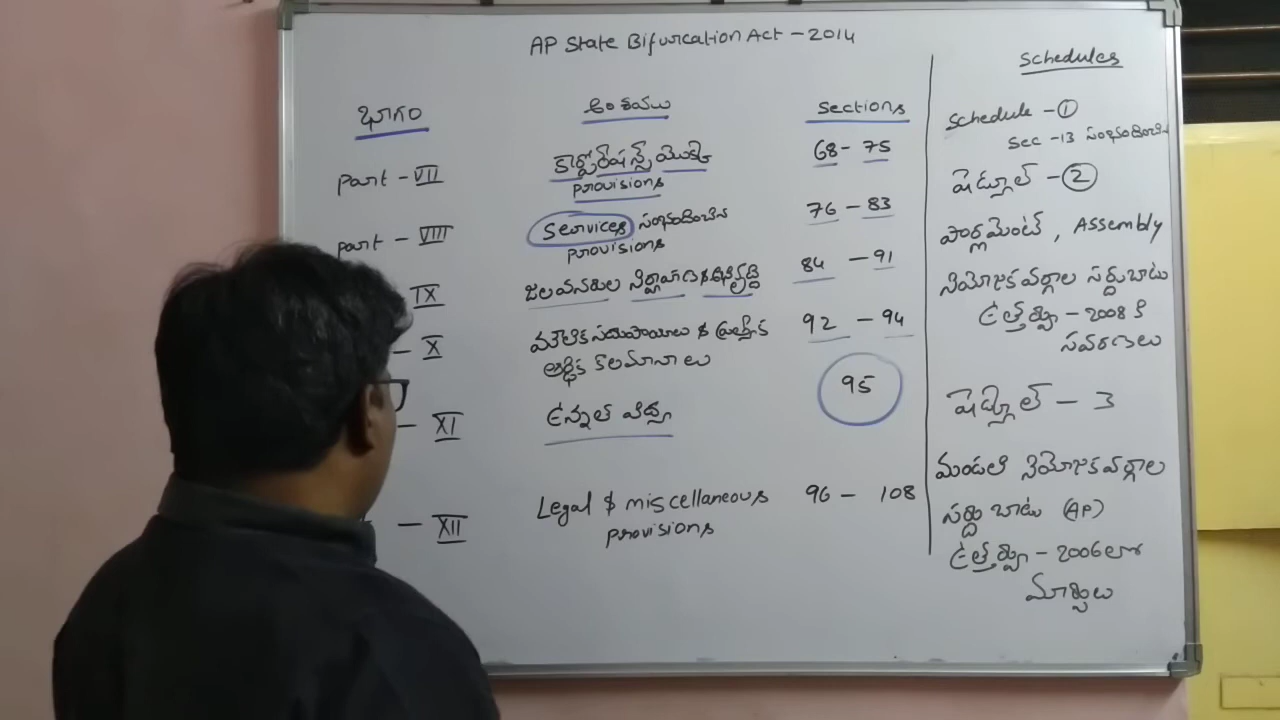 AP State Bifurcation Act - 2014
భాగం
అంశము
Sections
Part - VII
కార్పోరేషన్స్ యొక్క
provisions
68 - 75
Part - VIII
Services సంబంధించిన
provisions
76 - 83
IX
జలవనరుల నిర్వహణ & అభివృద్ధి
84 - 91
- X
మౌలిక సదుపాయాలు & ప్రత్యేక
ఆర్థిక కొలమానాలు
92 - 94
- XI
ఉన్నత విద్య
95
- XII
Legal & miscellaneous
provisions
96 - 108
Schedules
Schedule - 1
Sec - 13 సంబంధించిన
షెడ్యూల్ - 2
పార్లమెంట్, Assembly
నియోజకవర్గాల సర్దుబాటు
ఉత్తర్వు - 2008 కి
సవరణలు
షెడ్యూల్ - 3
మండలి నియోజకవర్గాల
సర్దుబాటు (AP)
ఉత్తర్వు - 2006లో
మార్పులు